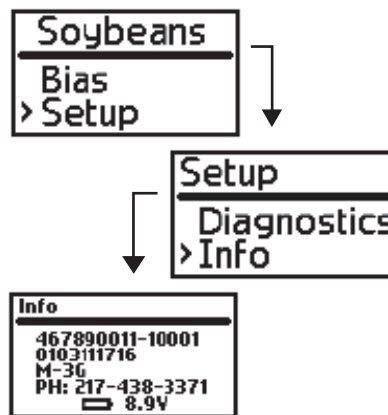 Soybeans
Bias
> Setup
Setup
Diagnostics
> Info
Info
467890011-10001
0103111716
M-3G
PH: 217-438-3371
8.9V